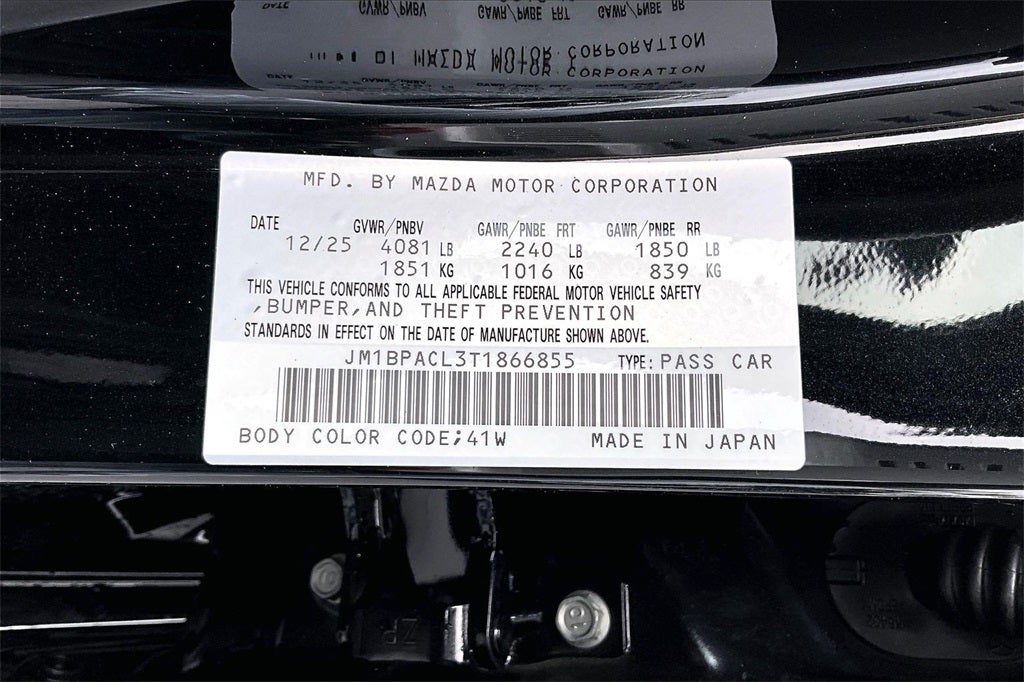 MFD. BY MAZDA MOTOR CORPORATION
DATE GVWR/PNBV GAWR/PNBE FRT GAWR/PNBE RR
12/25 4081 LB 2240 LB 1850 LB
1851 KG 1016 KG 839 KG
THIS VEHICLE CONFORMS TO ALL APPLICABLE FEDERAL MOTOR VEHICLE SAFETY
,BUMPER,AND THEFT PREVENTION
STANDARDS IN EFFECT ON THE DATE OF MANUFACTURE SHOWN ABOVE.
JM1BPACL3T1866855 TYPE: PASS CAR
BODY COLOR CODE;41W MADE IN JAPAN